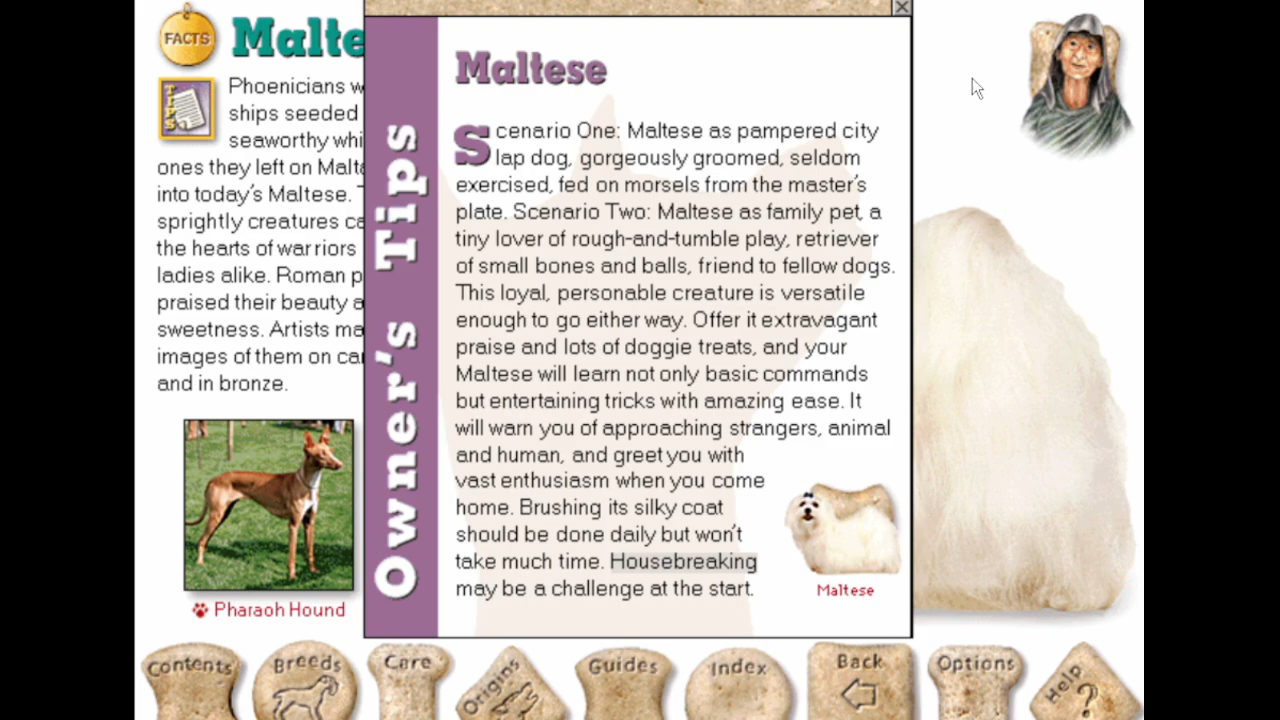 FACTS
Malte
TIPS
Phoenicians w
ships seeded
seaworthy whi
ones they left on Malt
into today's Maltese. T
sprightly creatures ca
the hearts of warriors
ladies alike. Roman p
praised their beauty a
sweetness. Artists ma
images of them on ca
and in bronze.
Pharaoh Hound
Owner's Tips
Maltese
Scenario One: Maltese as pampered city
lap dog, gorgeously groomed, seldom
exercised, fed on morsels from the master's
plate. Scenario Two: Maltese as family pet, a
tiny lover of rough-and-tumble play, retriever
of small bones and balls, friend to fellow dogs.
This loyal, personable creature is versatile
enough to go either way. Offer it extravagant
praise and lots of doggie treats, and your
Maltese will learn not only basic commands
but entertaining tricks with amazing ease. It
will warn you of approaching strangers, animal
and human, and greet you with
vast enthusiasm when you come
home. Brushing its silky coat
should be done daily but won't
take much time. Housebreaking
may be a challenge at the start.
Maltese
Contents
Breeds
Care
Origins
Guides
Index
Back
Options
Help
?